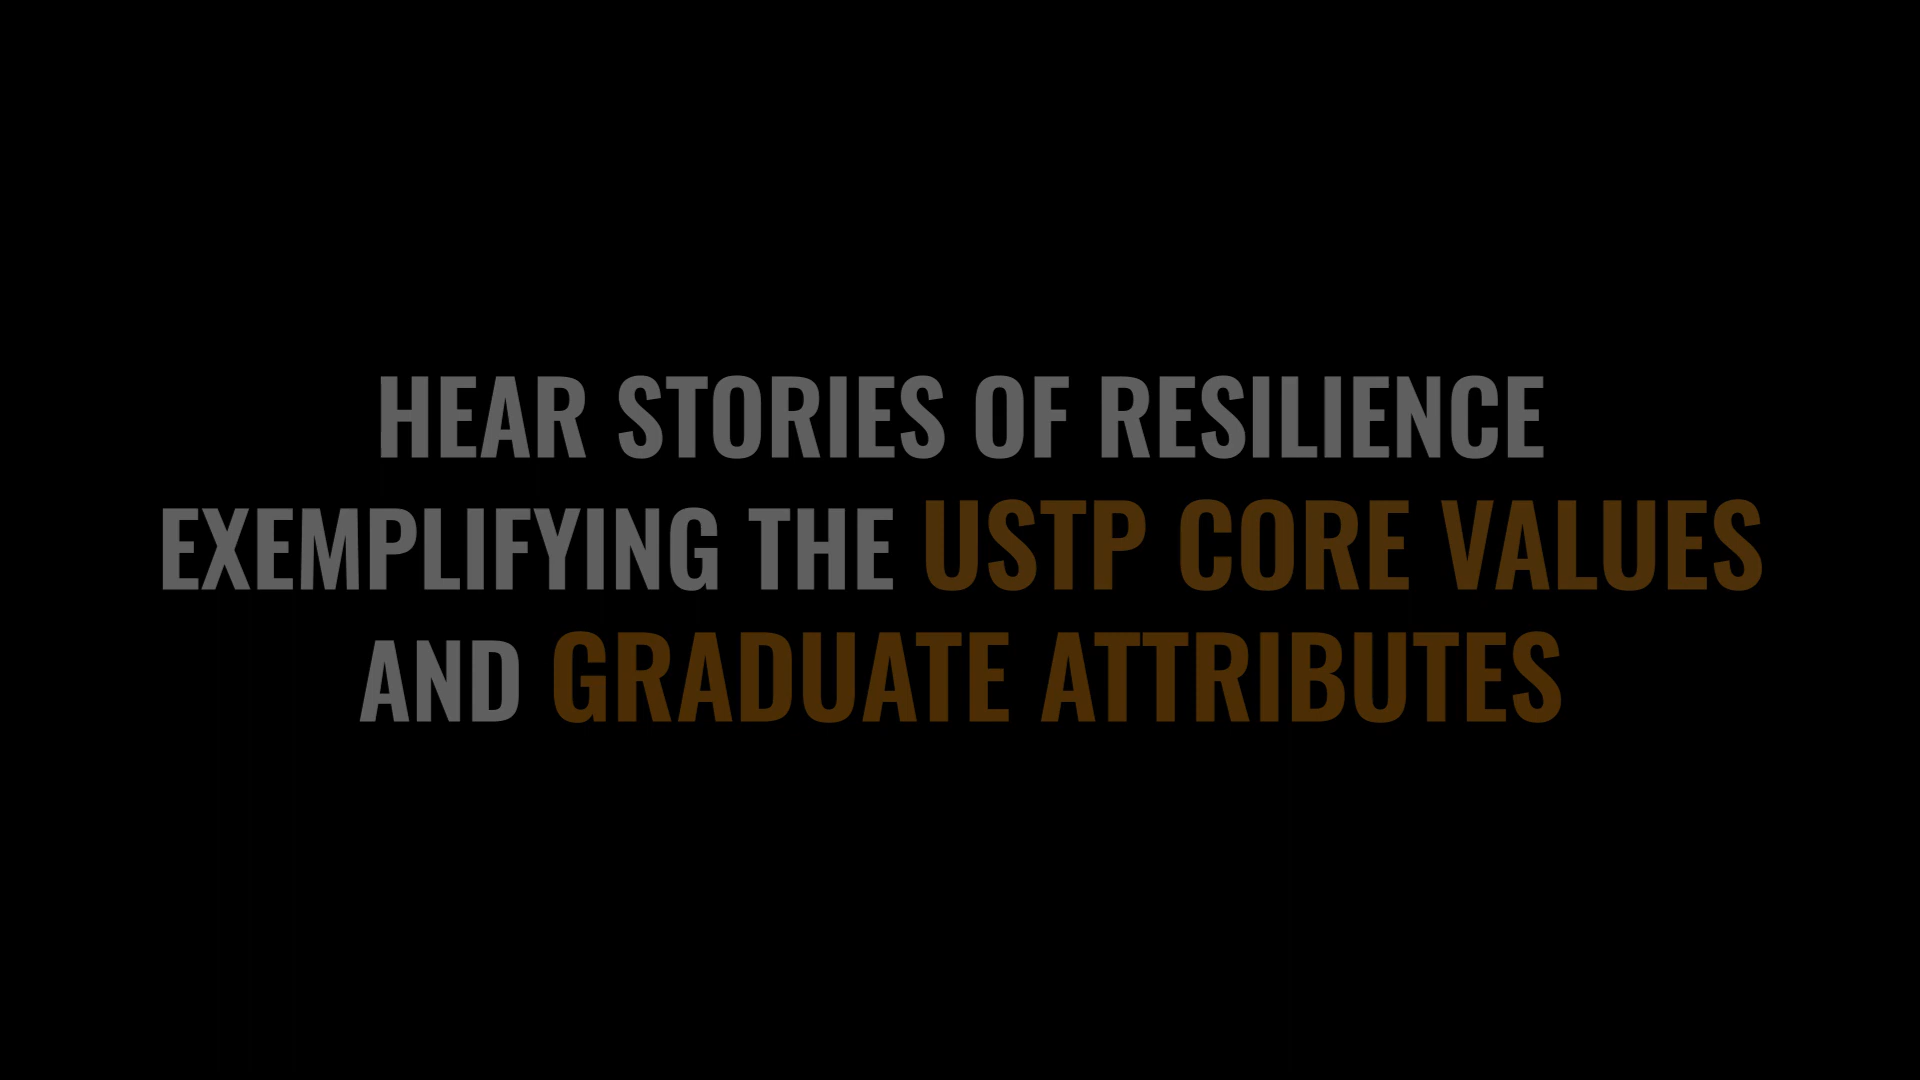 HEAR STORIES OF RESILIENCE
EXEMPLIFYING THE USTP CORE VALUES
AND GRADUATE ATTRIBUTES